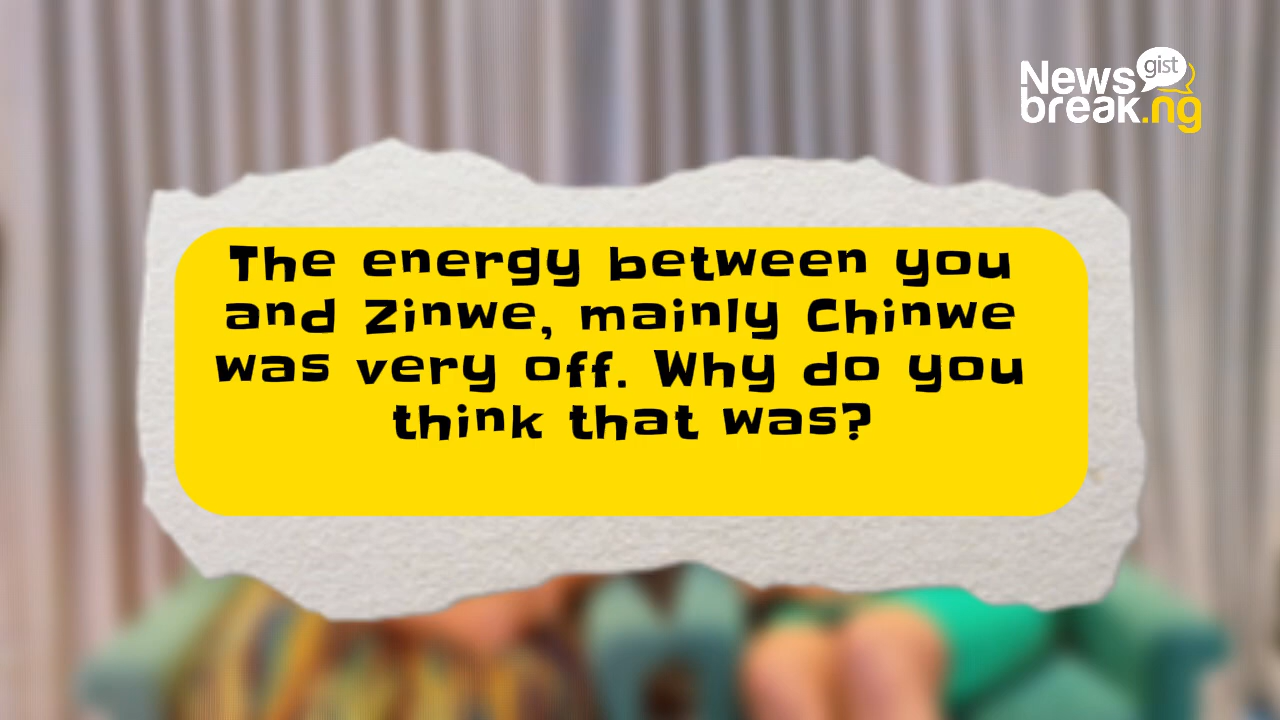 News gist
break.ng
The energy between you
and Zinwe, mainly Chinwe
was very off. Why do you
think that was?